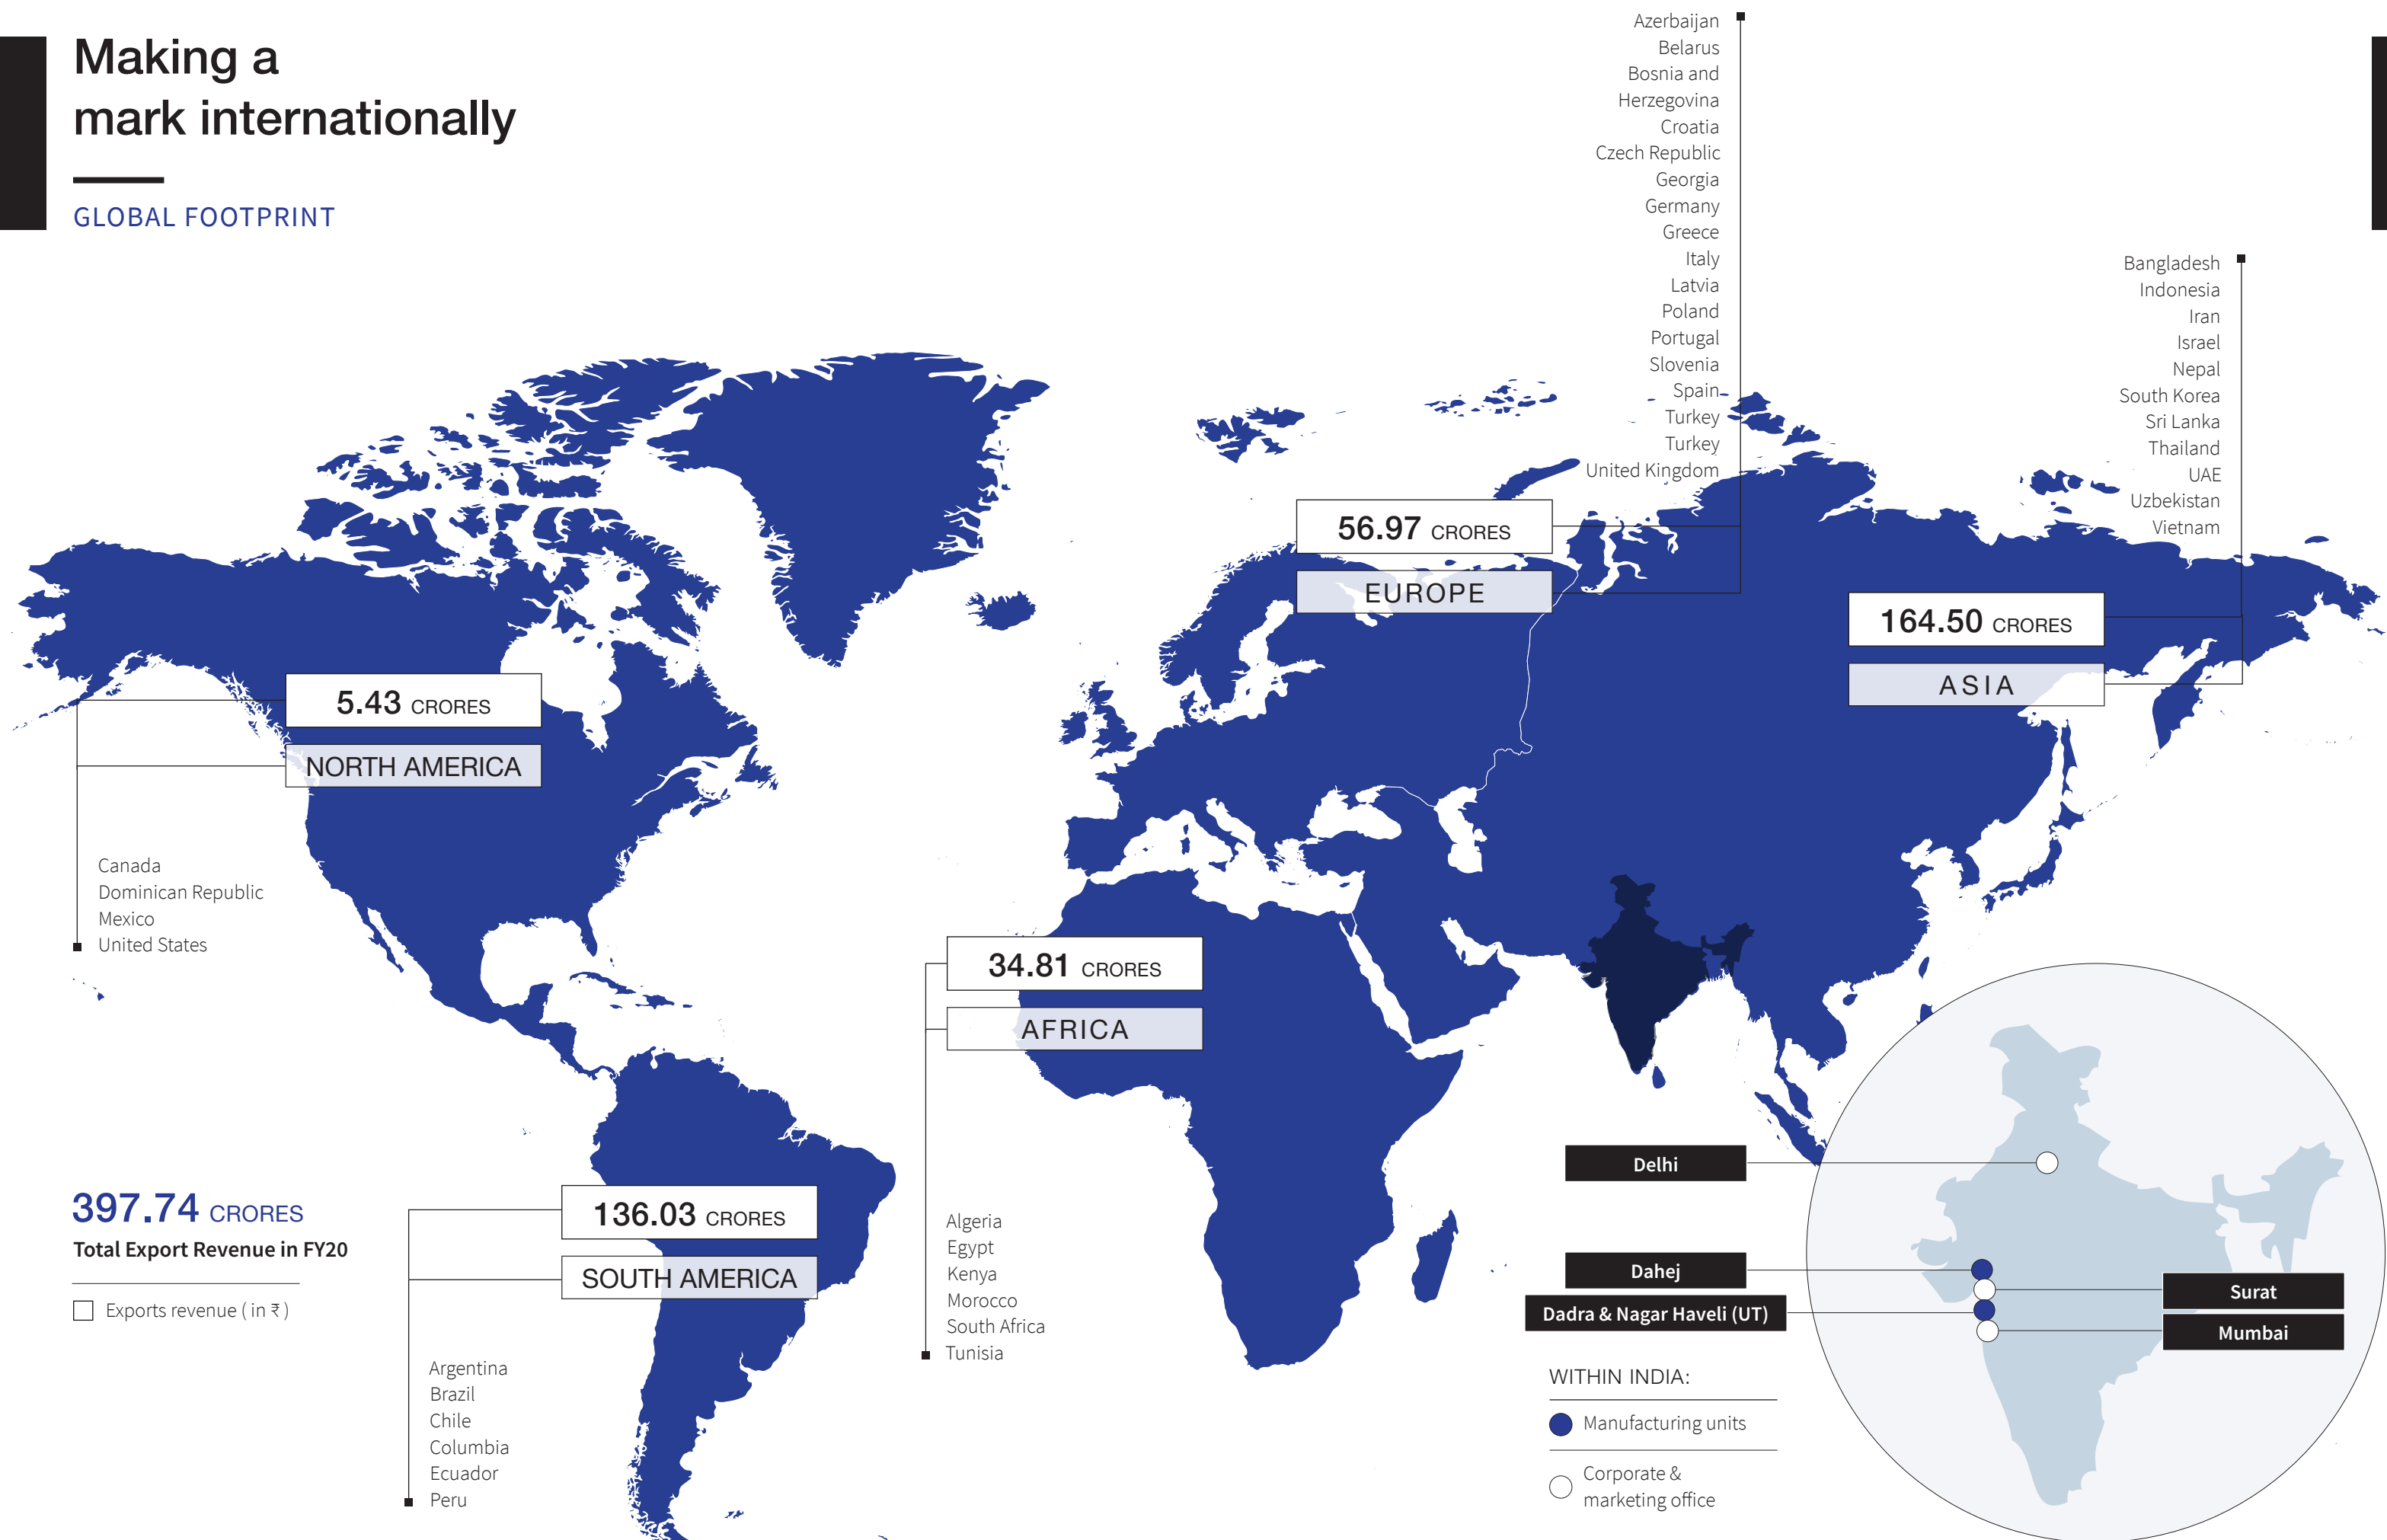 Making a
mark internationally
GLOBAL FOOTPRINT
Azerbaijan
Belarus
Bosnia and
Herzegovina
Croatia
Czech Republic
Georgia
Germany
Greece
Italy
Latvia
Poland
Portugal
Slovenia
Spain
Turkey
Turkey
United Kingdom
56.97 CRORES
EUROPE
Bangladesh
Indonesia
Iran
Israel
Nepal
South Korea
Sri Lanka
Thailand
UAE
Uzbekistan
Vietnam
164.50 CRORES
ASIA
5.43 CRORES
NORTH AMERICA
Canada
Dominican Republic
Mexico
United States
34.81 CRORES
AFRICA
Algeria
Egypt
Kenya
Morocco
South Africa
Tunisia
397.74 CRORES
Total Export Revenue in FY20
Exports revenue ( in ₹ )
136.03 CRORES
SOUTH AMERICA
Argentina
Brazil
Chile
Columbia
Ecuador
Peru
Delhi
Dahej
Surat
Dadra & Nagar Haveli (UT)
Mumbai
WITHIN INDIA:
Manufacturing units
Corporate &
marketing office